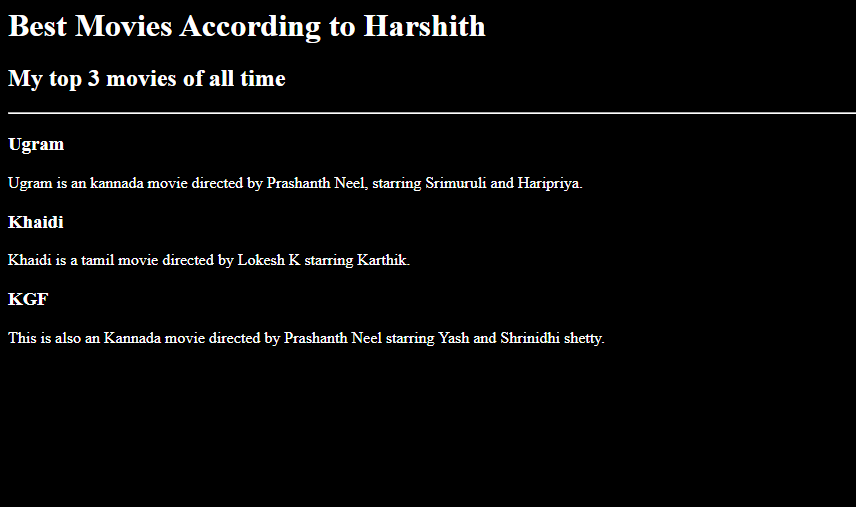 Best Movies According to Harshith
My top 3 movies of all time
Ugram
Ugram is an kannada movie directed by Prashanth Neel, starring Srimuruli and Haripriya.
Khaidi
Khaidi is a tamil movie directed by Lokesh K starring Karthik.
KGF
This is also an Kannada movie directed by Prashanth Neel starring Yash and Shrinidhi shetty.